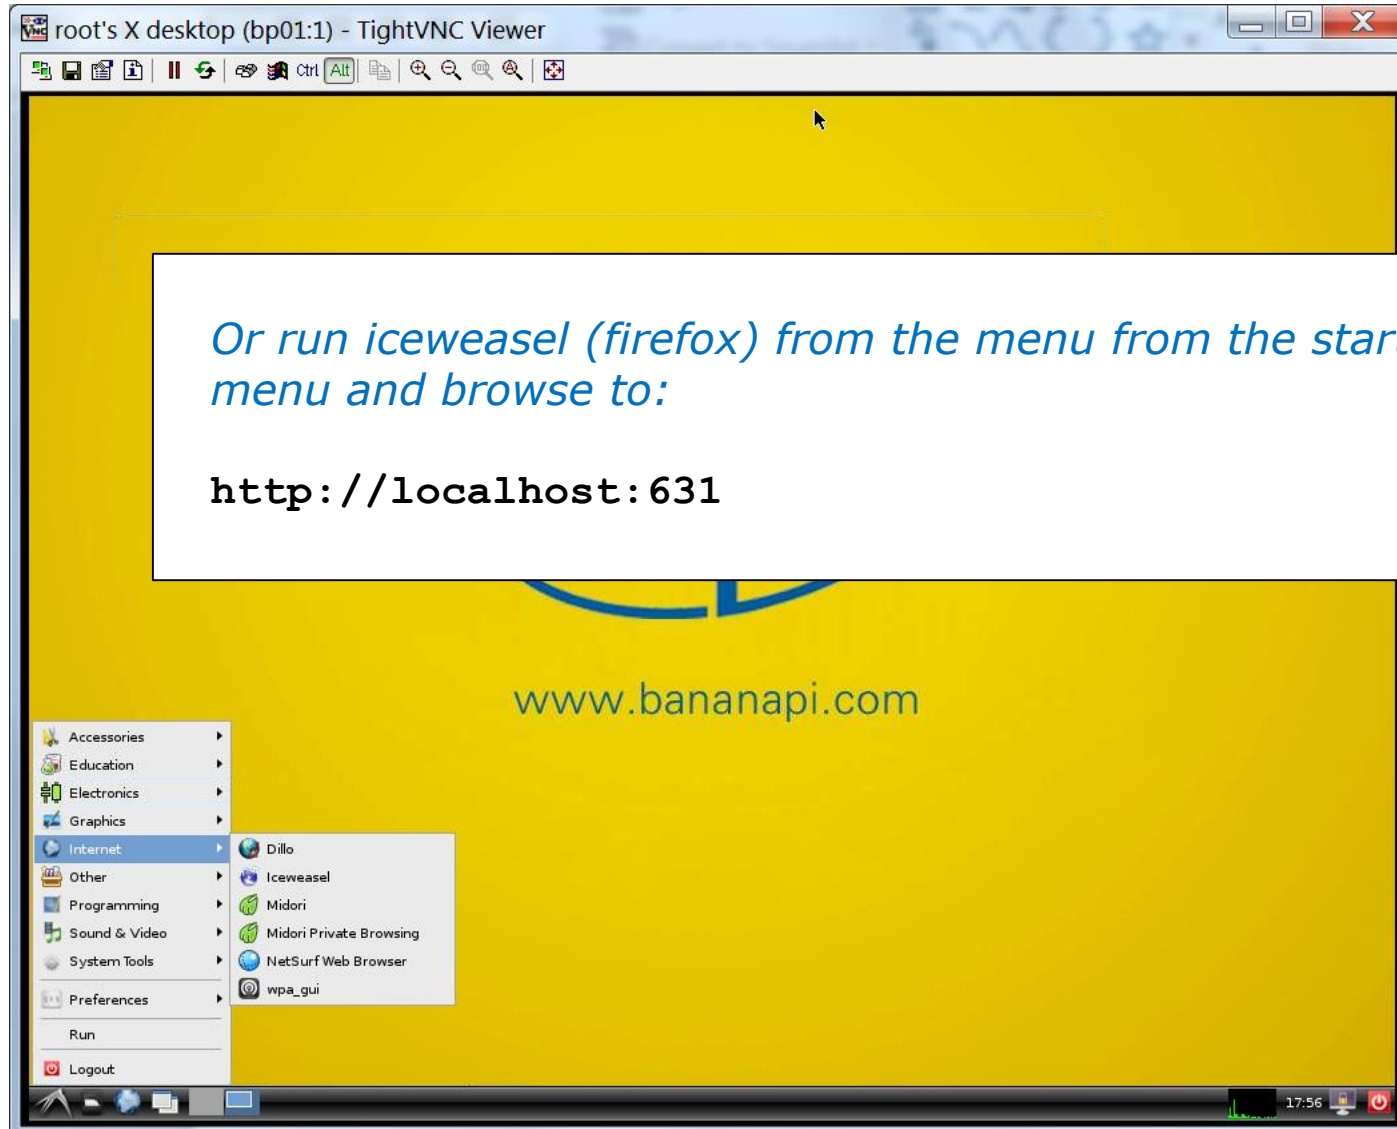 root's X desktop (bp01:1) - TightVNC Viewer
Ctrl Alt
Or run iceweasel (firefox) from the menu from the
menu and browse to:
http://localhost:631
www.bananapi.com
Accessories
Education
Electronics
Graphics
Internet
Other
Programming
Sound & Video
System Tools
Preferences
Run
Logout
Dillo
Iceweasel
Midori
Midori Private Browsing
NetSurf Web Browser
wpa_gui
17:56